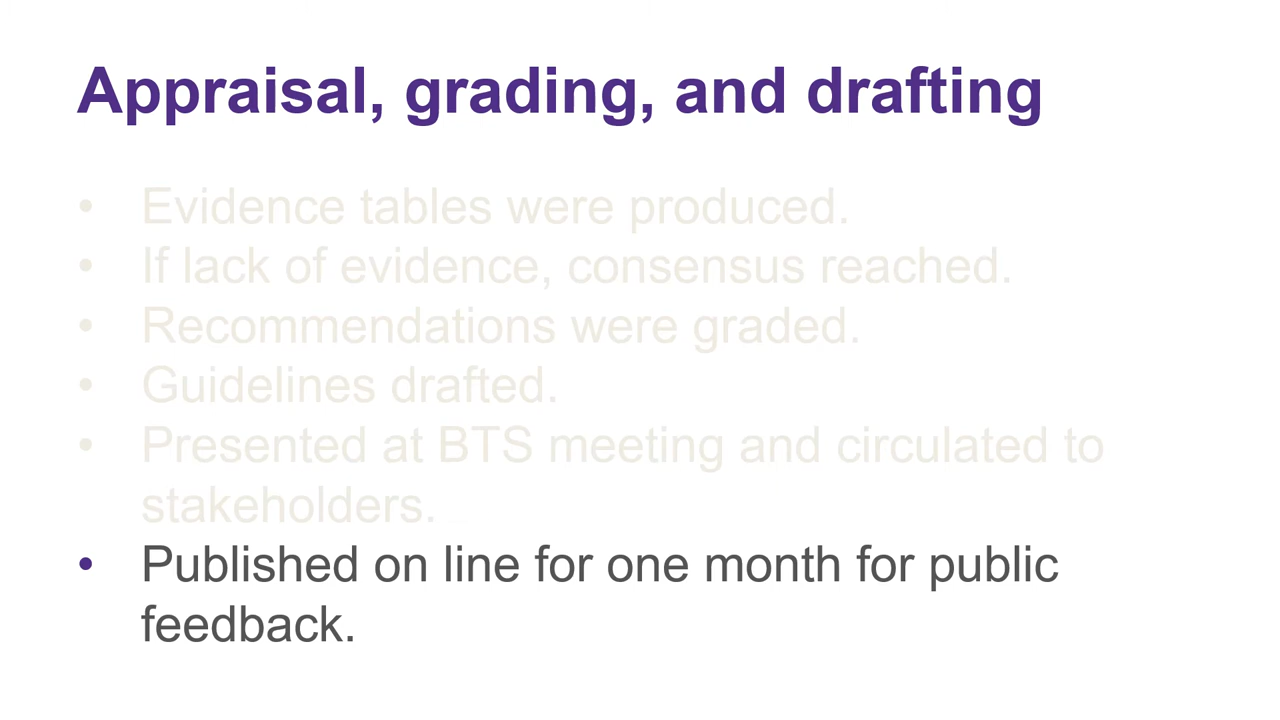 Appraisal, grading, and drafting
• Evidence tables were produced.
• If lack of evidence, consensus reached.
• Recommendations were graded.
• Guidelines drafted.
• Presented at BTS meeting and circulated to
stakeholders.
• Published on line for one month for public
feedback.